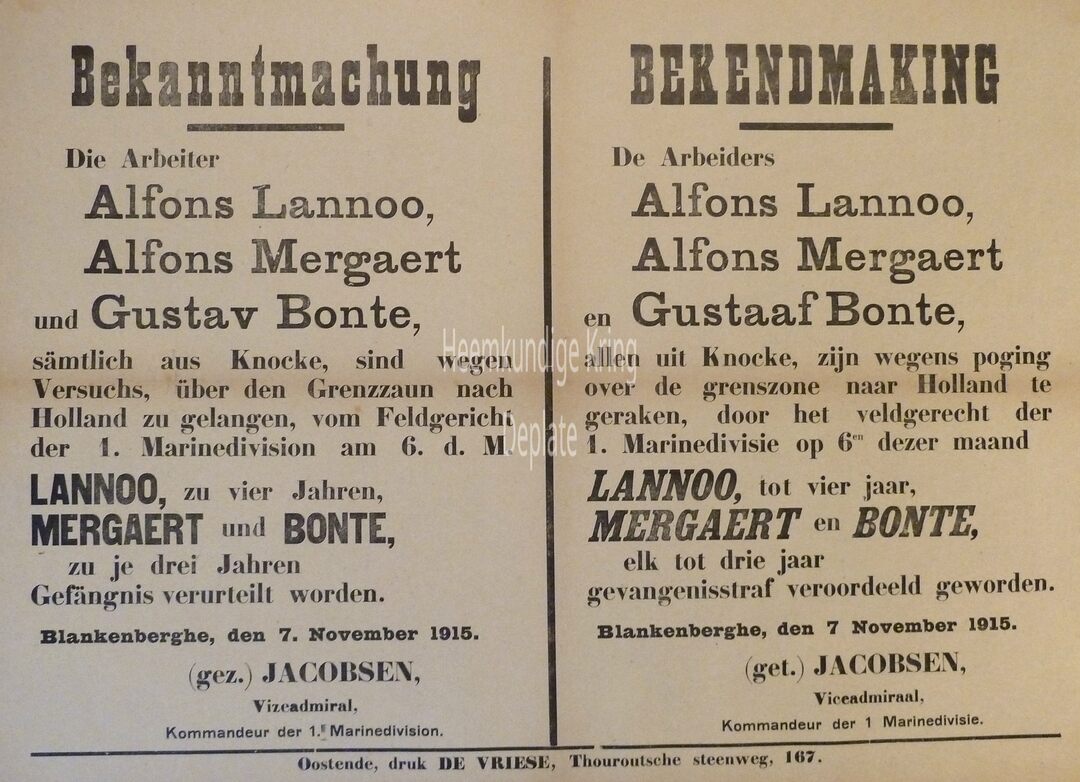 Bekanntmachung
Die Arbeiter
Alfons Lannoo,
Alfons Mergaert
und Gustav Bonte,
sämtlich aus Knocke, sind wegen
Versuchs, über den Grenzzaun nach
Holland zu gelangen, vom Feldgericht
der 1. Marinedivision am 6. d. M.
LANNOO, zu vier Jahren,
MERGAERT und BONTE,
zu je drei Jahren
Gefängnis verurteilt worden.
Blankenberghe, den 7. November 1915.
(gez.) JACOBSEN,
Vizeadmiral,
Kommandeur der 1. Marinedivision.
BEKENDMAKING
De Arbeiders
Alfons Lannoo,
Alfons Mergaert
en Gustaaf Bonte,
allen uit Knocke, zijn wegens poging
over de grenszone naar Holland te
geraken, door het veldgerecht der
1. Marinedivisie op 6en dezer maand
LANNOO, tot vier jaar,
MERGAERT en BONTE,
elk tot drie jaar
gevangenisstraf veroordeeld geworden.
Blankenberghe, den 7 November 1915.
(get.) JACOBSEN,
Viceadmiraal,
Kommandeur der 1 Marinedivisie.
Oostende, druk DE VRIESE, Thouroutsche steenweg, 167.
Heemkundige Kring
Deplate